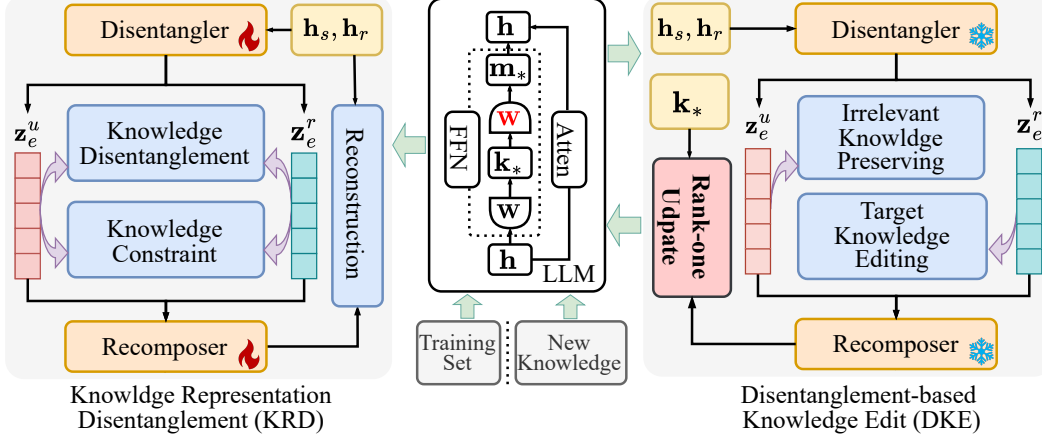 Disentangler
h_s, h_r
z_e^u
z_e^r
Knowledge
Disentanglement
Knowledge
Constraint
Reconstruction
Recomposer
Knowldge Representation
Disentanglement (KRD)
h
m_*
w
k_*
w
h
FFN
Atten
LLM
Training
Set
New
Knowledge
h_s, h_r
Disentangler
k_*
z_e^u
z_e^r
Irrelevant
Knowldge
Preserving
Target
Knowledge
Editing
Rank-one
Udpate
Recomposer
Disentanglement-based
Knowledge Edit (DKE)